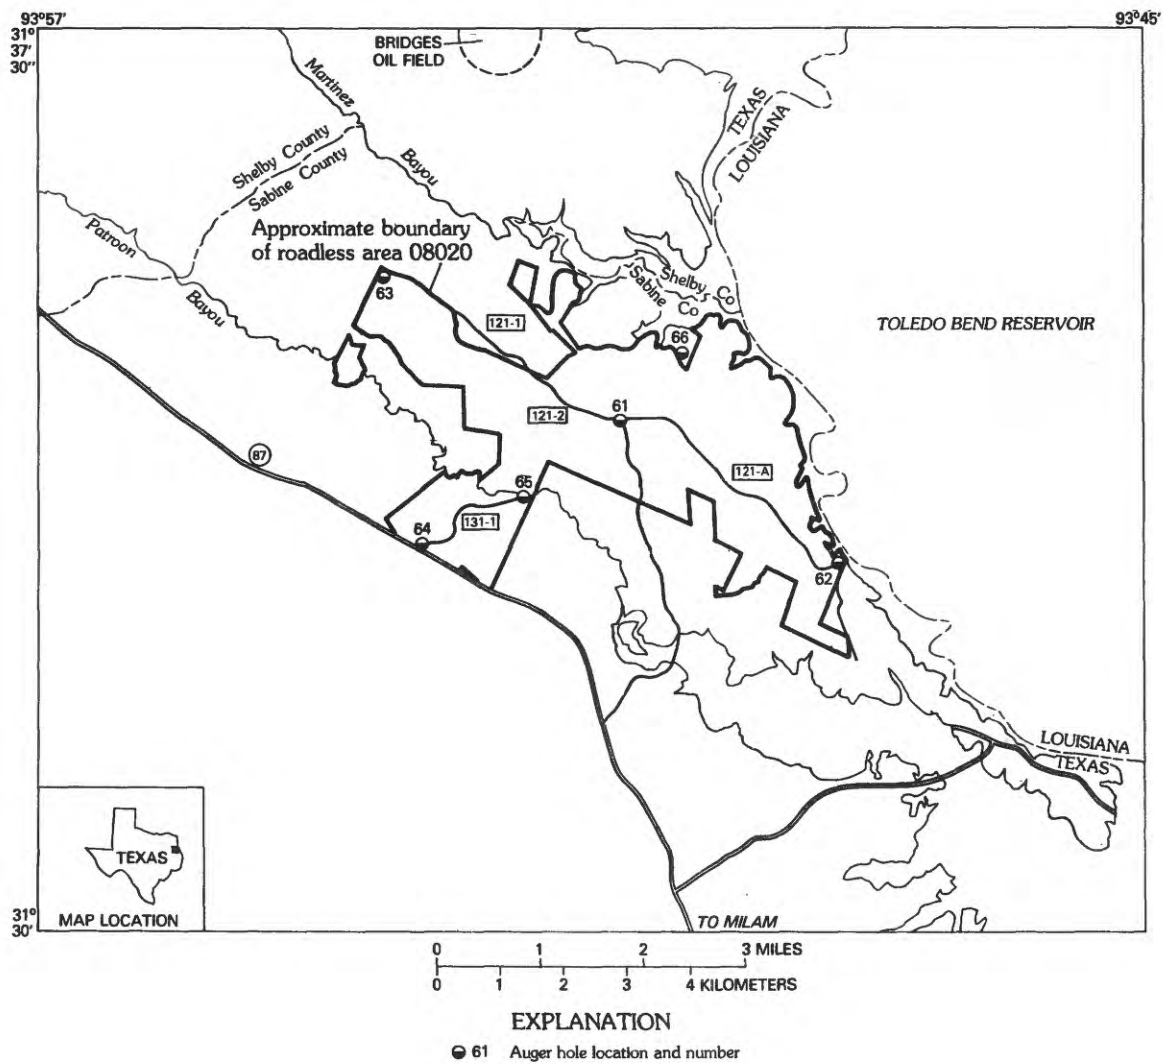 93°57'
93°45'
31°
37'
30"
BRIDGES
OIL FIELD
Martinez
Bayou
TEXAS
LOUISIANA
Shelby County
Sabine County
Patroon
Bayou
Approximate boundary
of roadless area 08020
Shelby Co
Sabine Co
TOLEDO BEND RESERVOIR
63
121-1
66
121-2
61
87
121-A
65
131-1
64
62
LOUISIANA
TEXAS
TEXAS
MAP LOCATION
31°
30'
TO MILAM
0 1 2 3 MILES
0 1 2 3 4 KILOMETERS
EXPLANATION
61 Auger hole location and number